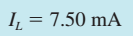 I_L = 7.50 mA